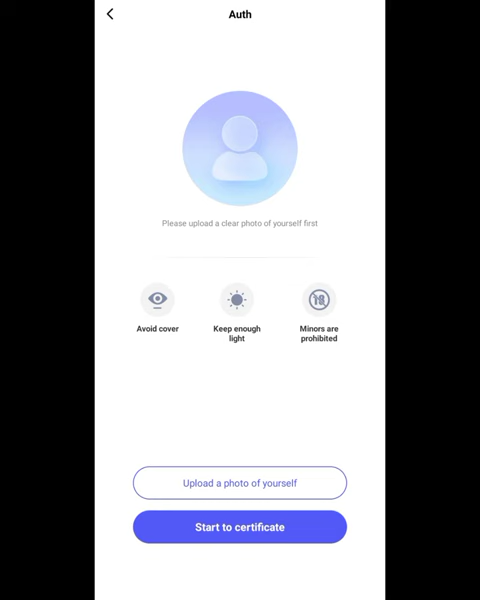 Auth
Please upload a clear photo of yourself first
Avoid cover
Keep enough
light
18
Minors are
prohibited
Upload a photo of yourself
Start to certificate